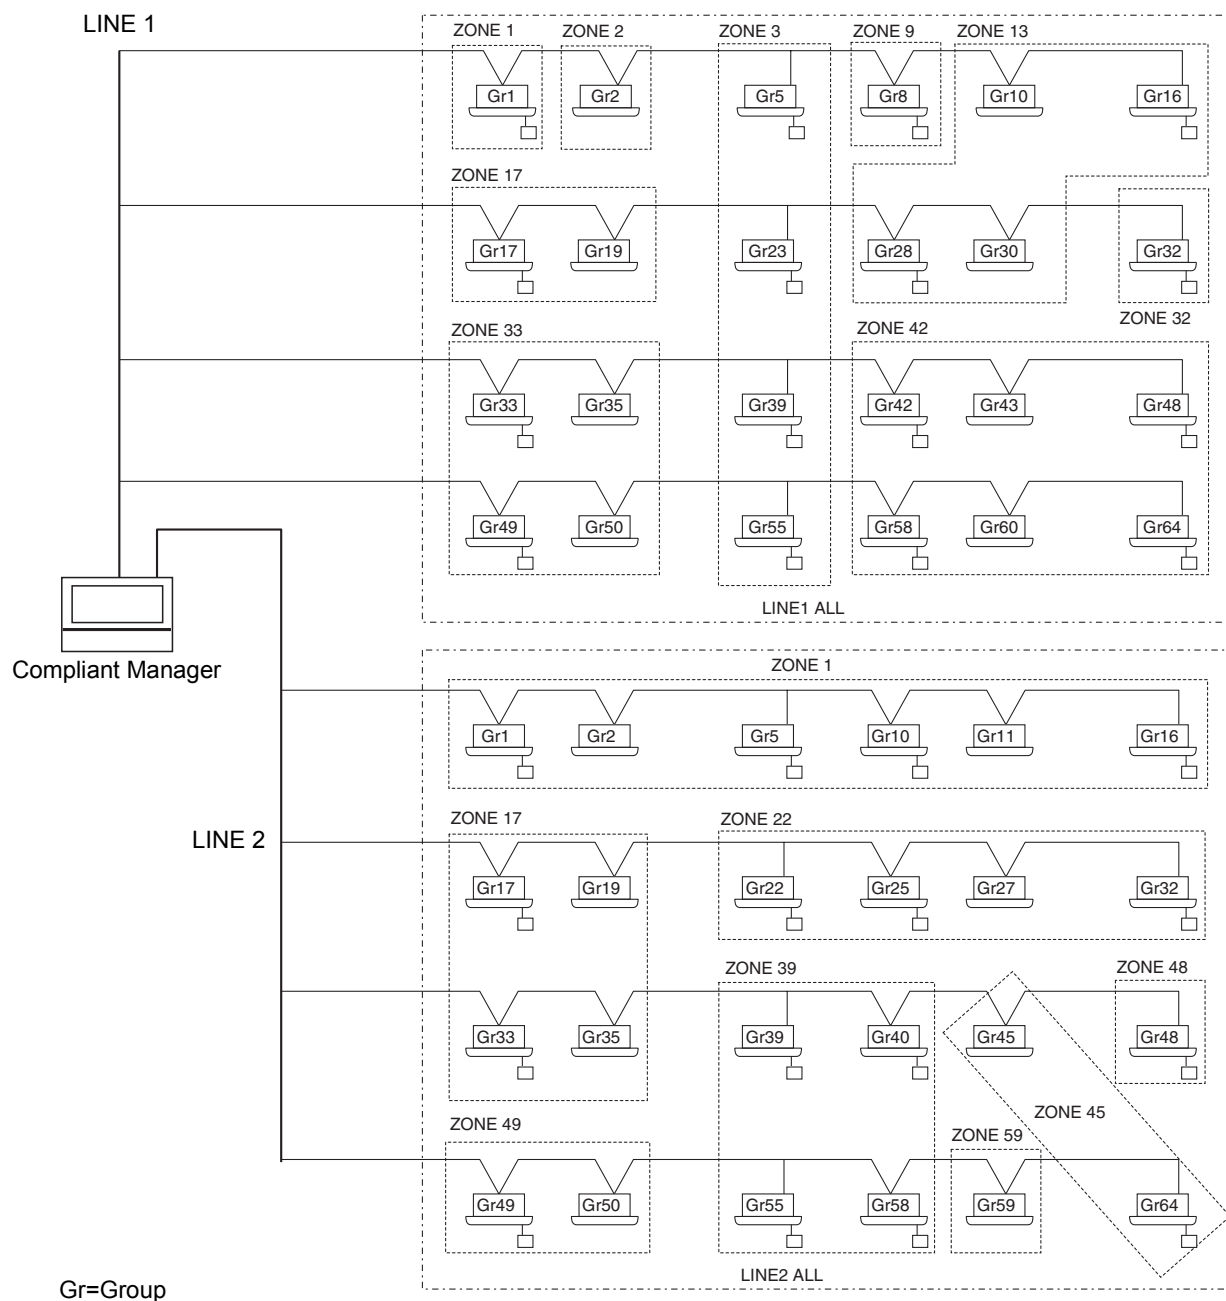 LINE 1
ZONE 1 ZONE 2 ZONE 3 ZONE 9 ZONE 13
Gr1 Gr2 Gr5 Gr8 Gr10 Gr16
ZONE 17
Gr17 Gr19 Gr23 Gr28 Gr30 Gr32
ZONE 32
ZONE 33 ZONE 42
Gr33 Gr35 Gr39 Gr42 Gr43 Gr48
Gr49 Gr50 Gr55 Gr58 Gr60 Gr64
LINE1 ALL
Compliant Manager
ZONE 1
Gr1 Gr2 Gr5 Gr10 Gr11 Gr16
LINE 2
ZONE 17 ZONE 22
Gr17 Gr19 Gr22 Gr25 Gr27 Gr32
ZONE 39 ZONE 48
Gr33 Gr35 Gr39 Gr40 Gr45 Gr48
ZONE 45
ZONE 49 ZONE 59
Gr49 Gr50 Gr55 Gr58 Gr59 Gr64
LINE2 ALL
Gr=Group